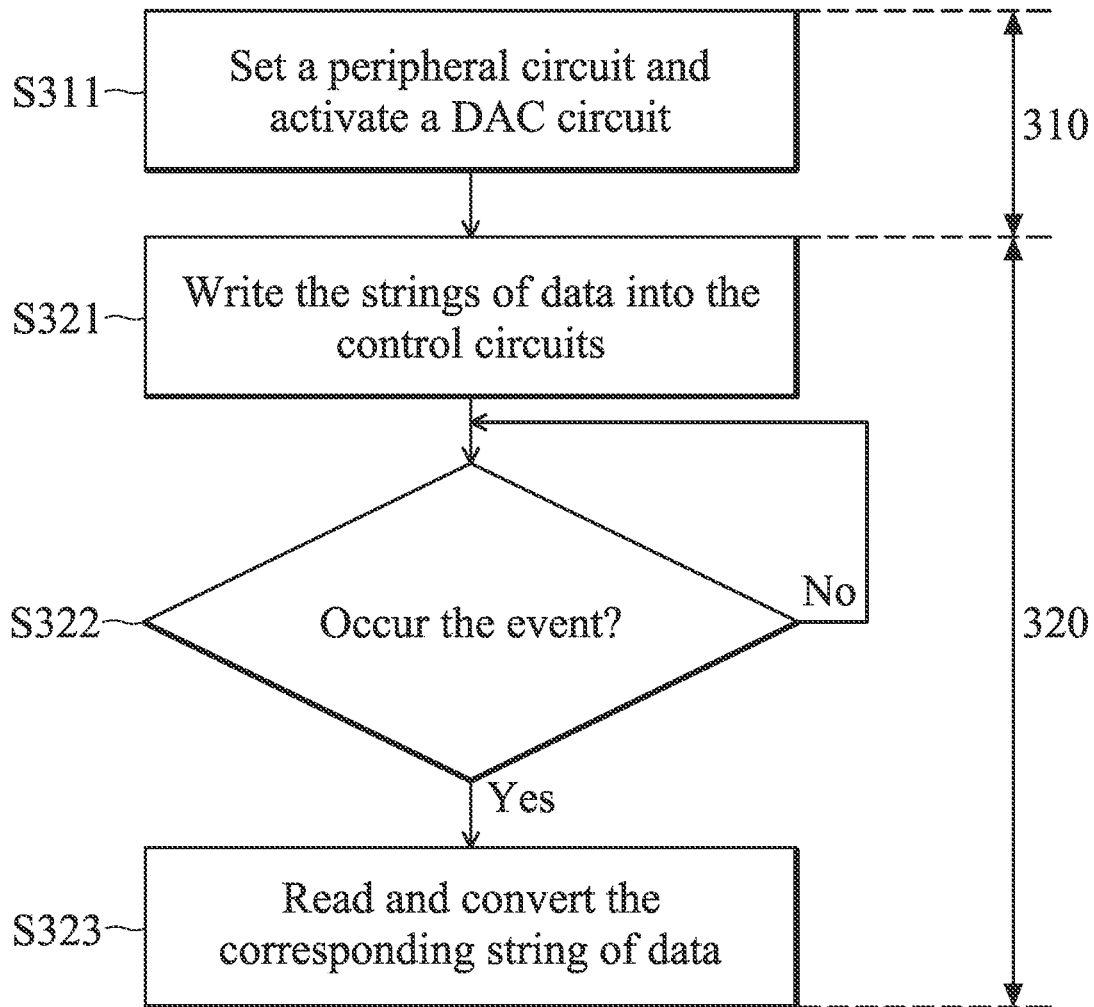 S311
Set a peripheral circuit and
activate a DAC circuit
310
S321
Write the strings of data into the
control circuits
S322
Occur the event?
No
320
Yes
S323
Read and convert the
corresponding string of data